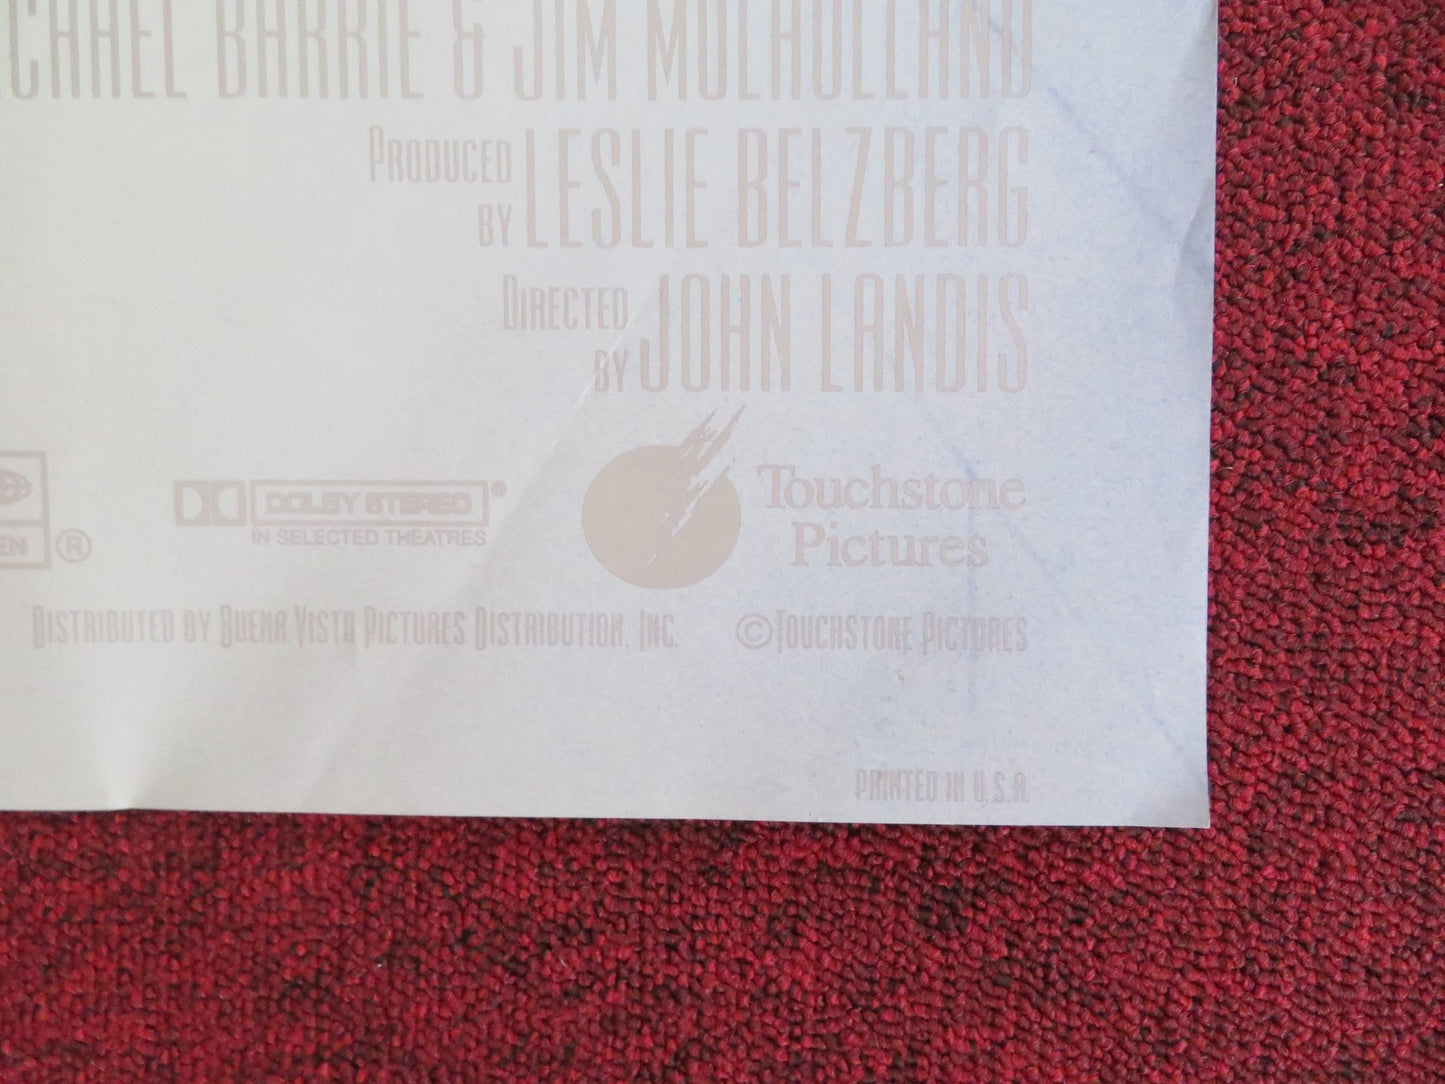 CHAEL BARRIE & JIM MULHOLLAND
PRODUCED BY LESLIE BELZBERG
DIRECTED BY JOHN LANDIS
EEN ®
DOLBY STEREO ®
IN SELECTED THEATRES
Touchstone
Pictures
DISTRIBUTED BY BUENA VISTA PICTURES DISTRIBUTION, INC. ©TOUCHSTONE PICTURES
PRINTED IN U.S.A.